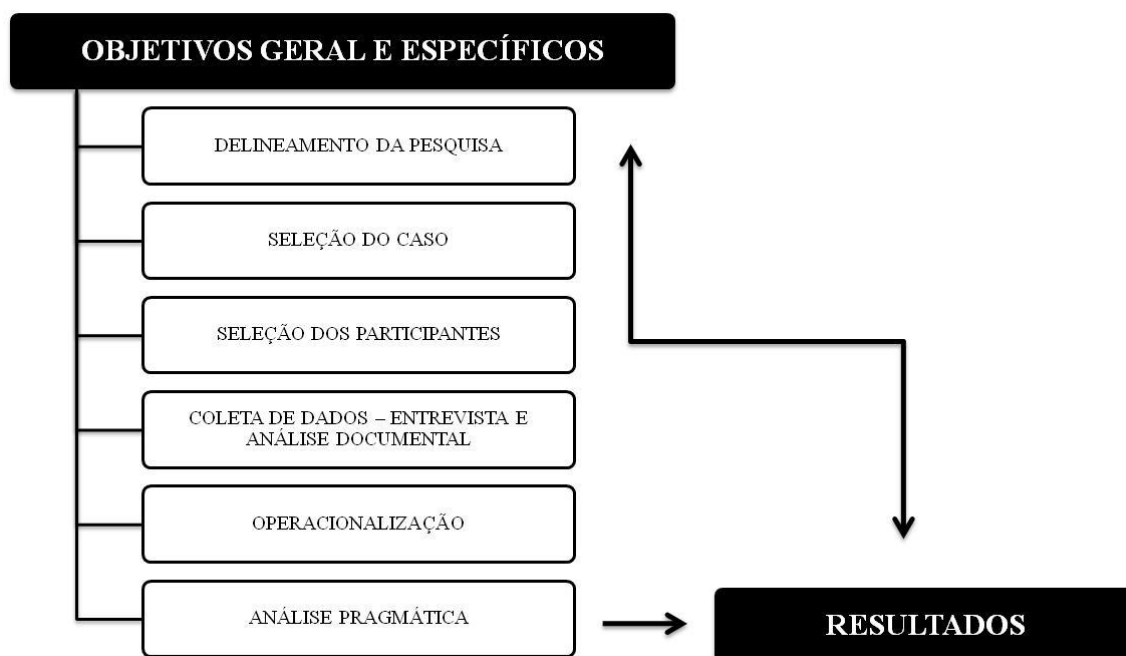 OBJETIVOS GERAL E ESPECÍFICOS
DELINEAMENTO DA PESQUISA
SELEÇÃO DO CASO
SELEÇÃO DOS PARTICIPANTES
COLETA DE DADOS – ENTREVISTA E
ANÁLISE DOCUMENTAL
OPERACIONALIZAÇÃO
ANÁLISE PRAGMÁTICA
RESULTADOS